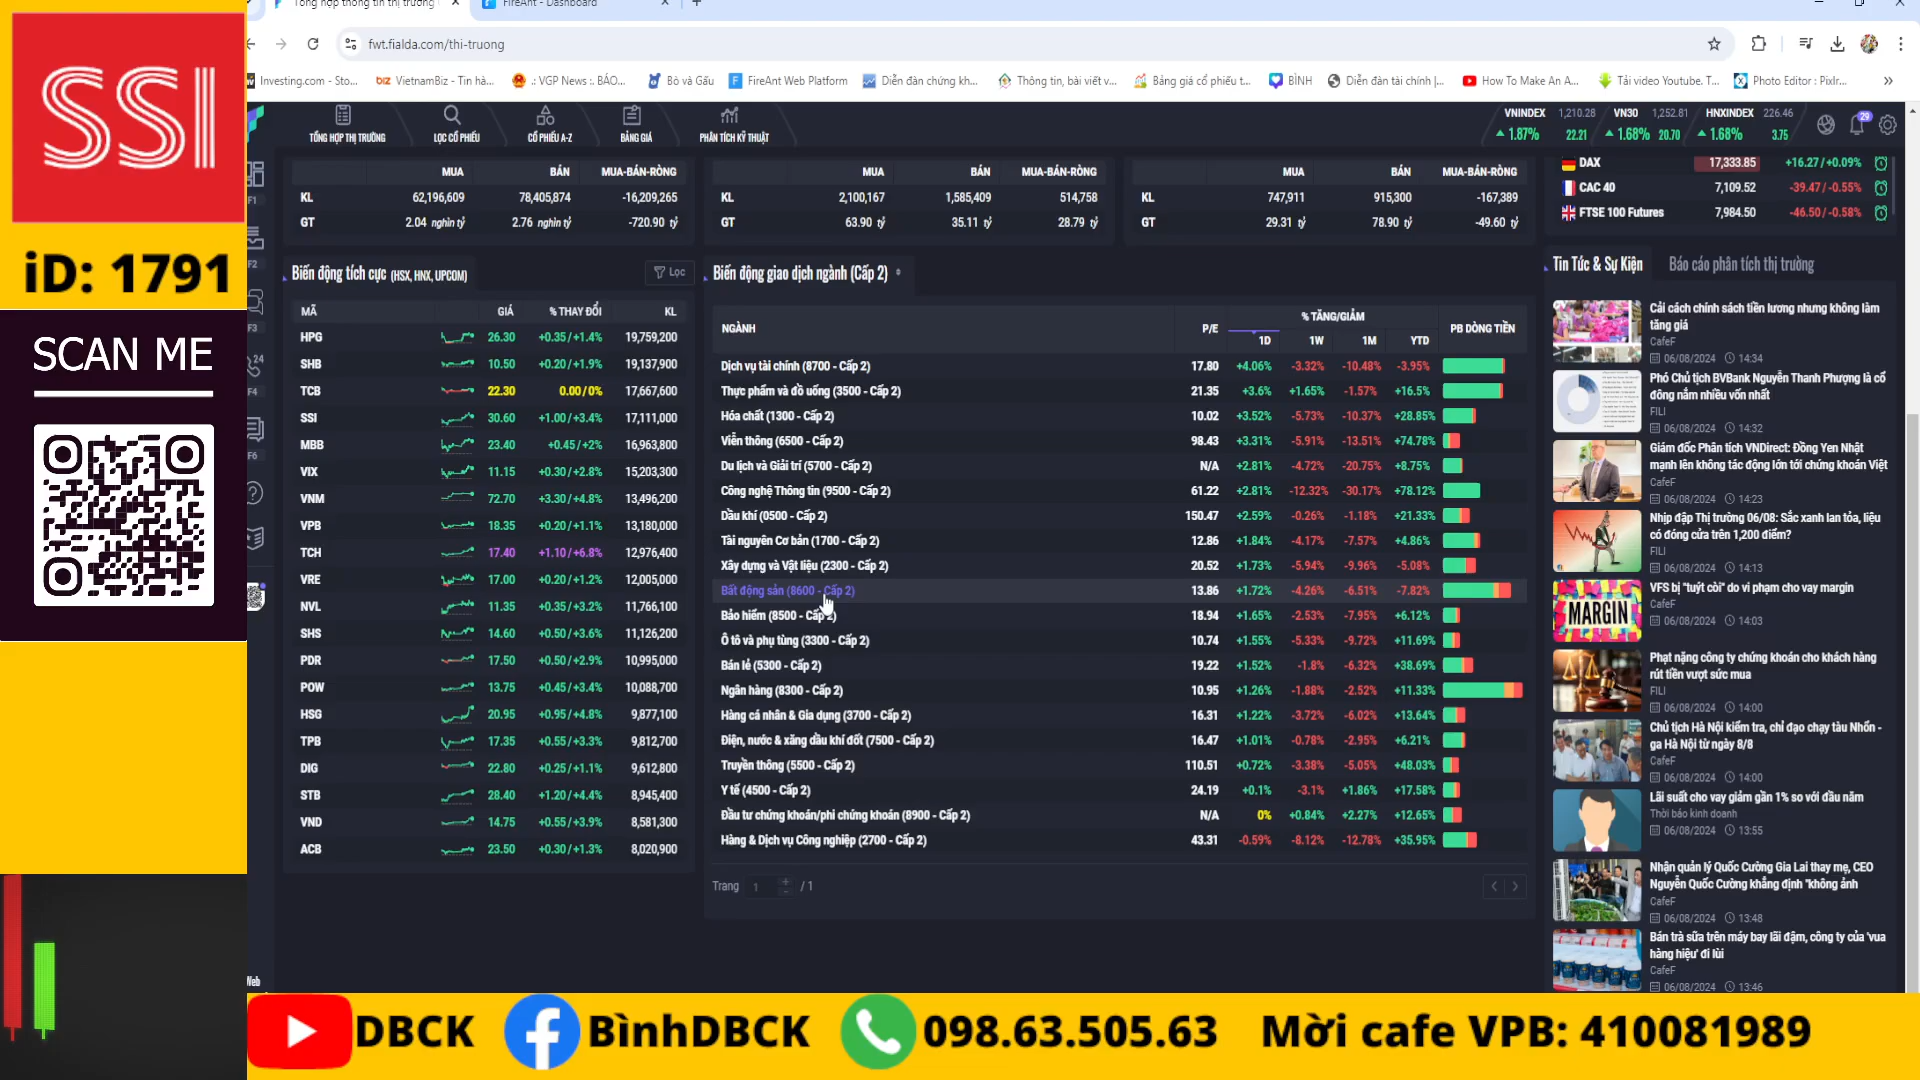 SSI
iD: 1791
SCAN ME
Tổng hợp thông tin thị trường
FireAnt - Dashboard
fwt.fialda.com/thi-truong
Investing.com - Sto...
VietnamBiz - Tin hà...
.: VGP News :. BÁO...
Bò và Gấu
FireAnt Web Platform
Diễn đàn chứng kh...
Thông tin, bài viết v...
Bảng giá cổ phiếu t...
BÌNH
Diễn đàn tài chính |...
How To Make An A...
Tải video Youtube. T...
Photo Editor : Pixlr...
TỔNG HỢP THỊ TRƯỜNG
LỌC CỔ PHIẾU
CỔ PHIẾU A-Z
BẢNG GIÁ
PHÂN TÍCH KỸ THUẬT
VNINDEX 1,210.28 1.87% 22.21
VN30 1,252.81 1.68% 20.70
HNXINDEX 226.46 1.68% 3.75
29
F1
F2
F3
24
F4
F6
Web
MUA BÁN MUA-BÁN-RÒNG
KL 62,196,609 78,405,874 -16,209,265
GT 2.04 nghìn tỷ 2.76 nghìn tỷ -720.90 tỷ
MUA BÁN MUA-BÁN-RÒNG
KL 2,100,167 1,585,409 514,758
GT 63.90 tỷ 35.11 tỷ 28.79 tỷ
MUA BÁN MUA-BÁN-RÒNG
KL 747,911 915,300 -167,389
GT 29.31 tỷ 78.90 tỷ -49.60 tỷ
DAX 17,333.85 +16.27/+0.09%
CAC 40 7,109.52 -39.47/-0.55%
FTSE 100 Futures 7,984.50 -46.50/-0.58%
Biến động tích cực (HSX, HNX, UPCOM)
Lọc
MÃ GIÁ % THAY ĐỔI KL
HPG 26.30 +0.35/+1.4% 19,759,200
SHB 10.50 +0.20/+1.9% 19,137,900
TCB 22.30 0.00/0% 17,667,600
SSI 30.60 +1.00/+3.4% 17,111,000
MBB 23.40 +0.45/+2% 16,963,800
VIX 11.15 +0.30/+2.8% 15,203,300
VNM 72.70 +3.30/+4.8% 13,496,200
VPB 18.35 +0.20/+1.1% 13,180,000
TCH 17.40 +1.10/+6.8% 12,976,400
VRE 17.00 +0.20/+1.2% 12,005,000
NVL 11.35 +0.35/+3.2% 11,766,100
SHS 14.60 +0.50/+3.6% 11,126,200
PDR 17.50 +0.50/+2.9% 10,995,000
POW 13.75 +0.45/+3.4% 10,088,700
HSG 20.95 +0.95/+4.8% 9,877,100
TPB 17.35 +0.55/+3.3% 9,812,700
DIG 22.80 +0.25/+1.1% 9,612,800
STB 28.40 +1.20/+4.4% 8,945,400
VND 14.75 +0.55/+3.9% 8,581,300
ACB 23.50 +0.30/+1.3% 8,020,900
Biến động giao dịch ngành (Cấp 2)
NGÀNH P/E % TĂNG/GIẢM PB DÒNG TIỀN
1D 1W 1M YTD
Dịch vụ tài chính (8700 - Cấp 2) 17.80 +4.06% -3.32% -10.48% -3.95%
Thực phẩm và đồ uống (3500 - Cấp 2) 21.35 +3.6% +1.65% -1.57% +16.5%
Hóa chất (1300 - Cấp 2) 10.02 +3.52% -5.73% -10.37% +28.85%
Viễn thông (6500 - Cấp 2) 98.43 +3.31% -5.91% -13.51% +74.78%
Du lịch và Giải trí (5700 - Cấp 2) N/A +2.81% -4.72% -20.75% +8.75%
Công nghệ Thông tin (9500 - Cấp 2) 61.22 +2.81% -12.32% -30.17% +78.12%
Dầu khí (0500 - Cấp 2) 150.47 +2.59% -0.26% -1.18% +21.33%
Tài nguyên Cơ bản (1700 - Cấp 2) 12.86 +1.84% -4.17% -7.57% +4.86%
Xây dựng và Vật liệu (2300 - Cấp 2) 20.52 +1.73% -5.94% -9.96% -5.08%
Bất động sản (8600 - Cấp 2) 13.86 +1.72% -4.26% -6.51% -7.82%
Bảo hiểm (8500 - Cấp 2) 18.94 +1.65% -2.53% -7.95% +6.12%
Ô tô và phụ tùng (3300 - Cấp 2) 10.74 +1.55% -5.33% -9.72% +11.69%
Bán lẻ (5300 - Cấp 2) 19.22 +1.52% -1.8% -6.32% +38.69%
Ngân hàng (8300 - Cấp 2) 10.95 +1.26% -1.88% -2.52% +11.33%
Hàng cá nhân & Gia dụng (3700 - Cấp 2) 16.31 +1.22% -3.72% -6.02% +13.64%
Điện, nước & xăng dầu khí đốt (7500 - Cấp 2) 16.47 +1.01% -0.78% -2.95% +6.21%
Truyền thông (5500 - Cấp 2) 110.51 +0.72% -3.38% -5.05% +48.03%
Y tế (4500 - Cấp 2) 24.19 +0.1% -3.1% +1.86% +17.58%
Đầu tư chứng khoán/phi chứng khoán (8900 - Cấp 2) N/A 0% +0.84% +2.27% +12.65%
Hàng & Dịch vụ Công nghiệp (2700 - Cấp 2) 43.31 -0.59% -8.12% -12.78% +35.95%
Trang 1 / 1
Tin Tức & Sự Kiện
Báo cáo phân tích thị trường
Cải cách chính sách tiền lương nhưng không làm
tăng giá
CafeF
06/08/2024 14:34
Phó Chủ tịch BVBank Nguyễn Thanh Phượng là cổ
đông nắm nhiều vốn nhất
FILI
06/08/2024 14:32
Giám đốc Phân tích VNDirect: Đồng Yen Nhật
mạnh lên không tác động lớn tới chứng khoán Việt
CafeF
06/08/2024 14:23
Nhịp đập Thị trường 06/08: Sắc xanh lan tỏa, liệu
có đóng cửa trên 1,200 điểm?
FILI
06/08/2024 14:13
MARGIN
VFS bị "tuýt còi" do vi phạm cho vay margin
CafeF
06/08/2024 14:03
Phạt nặng công ty chứng khoán cho khách hàng
rút tiền vượt sức mua
FILI
06/08/2024 14:00
Chủ tịch Hà Nội kiểm tra, chỉ đạo chạy tàu Nhổn -
ga Hà Nội từ ngày 8/8
CafeF
06/08/2024 14:00
Lãi suất cho vay giảm gần 1% so với đầu năm
Thời báo kinh doanh
06/08/2024 13:55
Nhận quản lý Quốc Cường Gia Lai thay mẹ, CEO
Nguyễn Quốc Cường khẳng định "không ảnh
CafeF
06/08/2024 13:48
Bán trà sữa trên máy bay lãi đậm, công ty của 'vua
hàng hiệu' đi lùi
CafeF
06/08/2024 13:46
DBCK
BìnhDBCK
098.63.505.63
Mời cafe VPB: 410081989